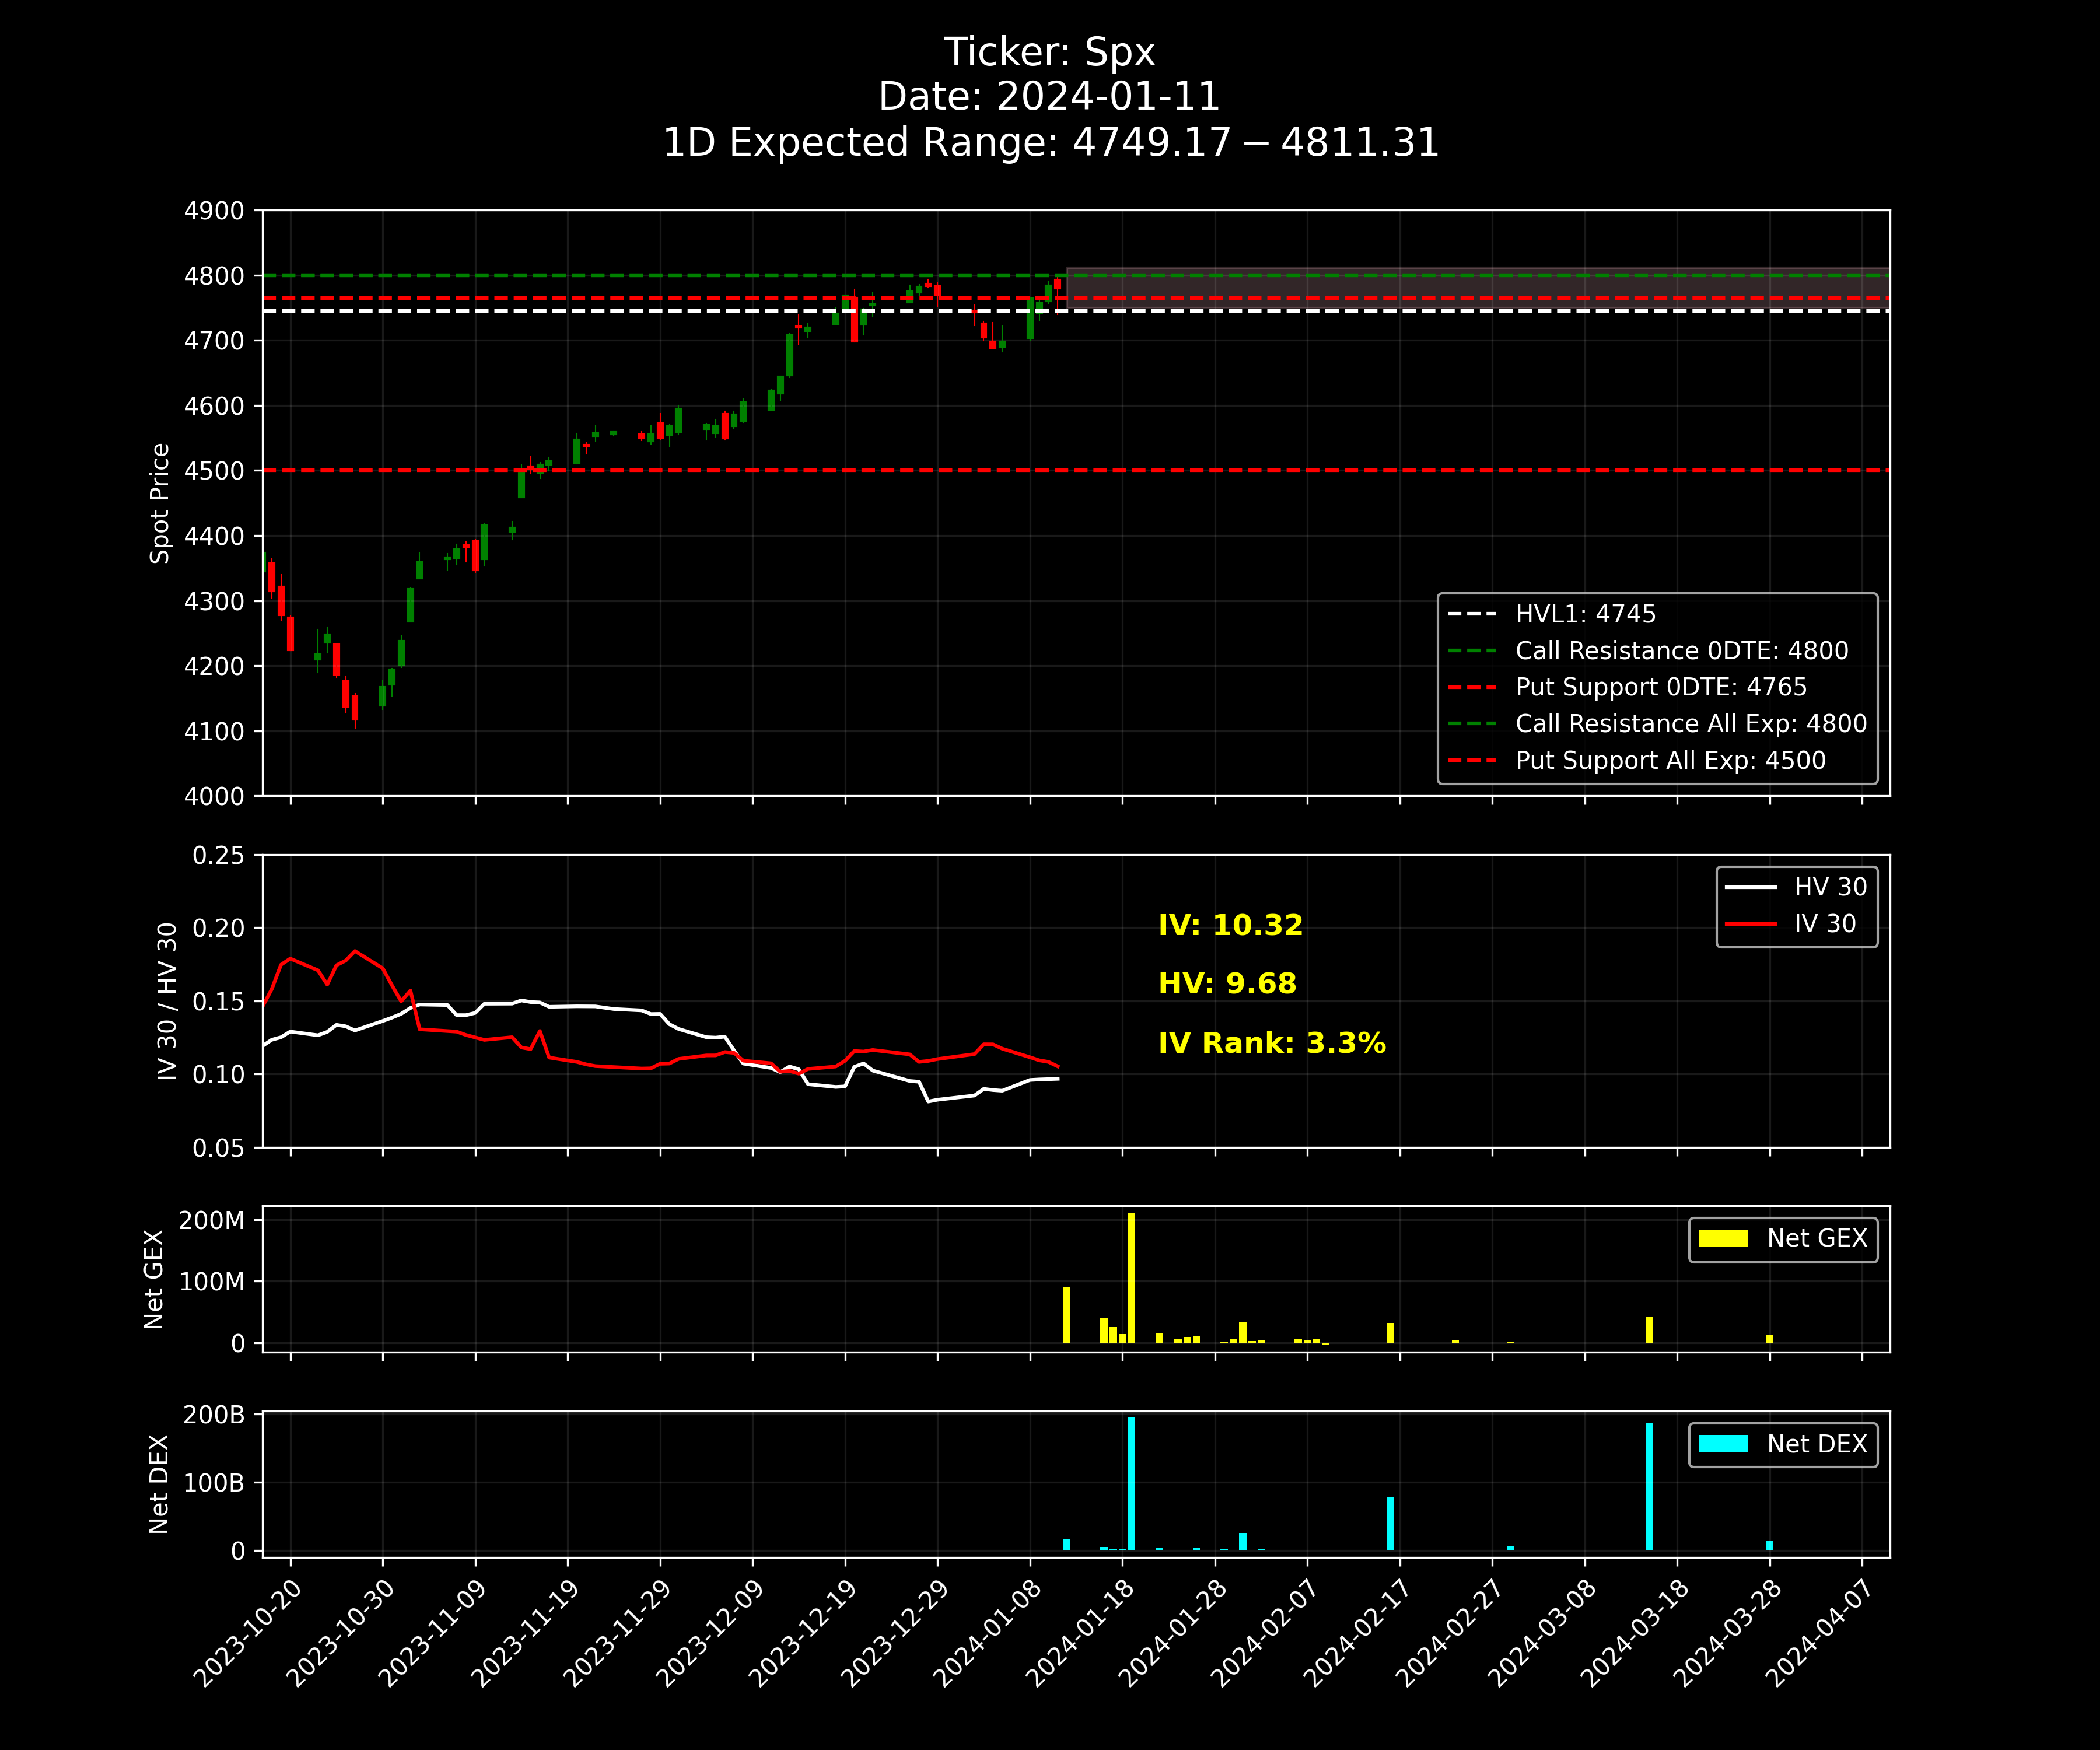 Ticker: Spx
Date: 2024-01-11
1D Expected Range: 4749.17 − 4811.31
Spot Price
4900
4800
4700
4600
4500
4400
4300
4200
4100
4000
HVL1: 4745
Call Resistance 0DTE: 4800
Put Support 0DTE: 4765
Call Resistance All Exp: 4800
Put Support All Exp: 4500
IV 30 / HV 30
0.25
0.20
0.15
0.10
0.05
IV: 10.32
HV: 9.68
IV Rank: 3.3%
HV 30
IV 30
Net GEX
200M
100M
0
Net GEX
Net DEX
200B
100B
0
Net DEX
2023-10-20
2023-10-30
2023-11-09
2023-11-19
2023-11-29
2023-12-09
2023-12-19
2023-12-29
2024-01-08
2024-01-18
2024-01-28
2024-02-07
2024-02-17
2024-02-27
2024-03-08
2024-03-18
2024-03-28
2024-04-07